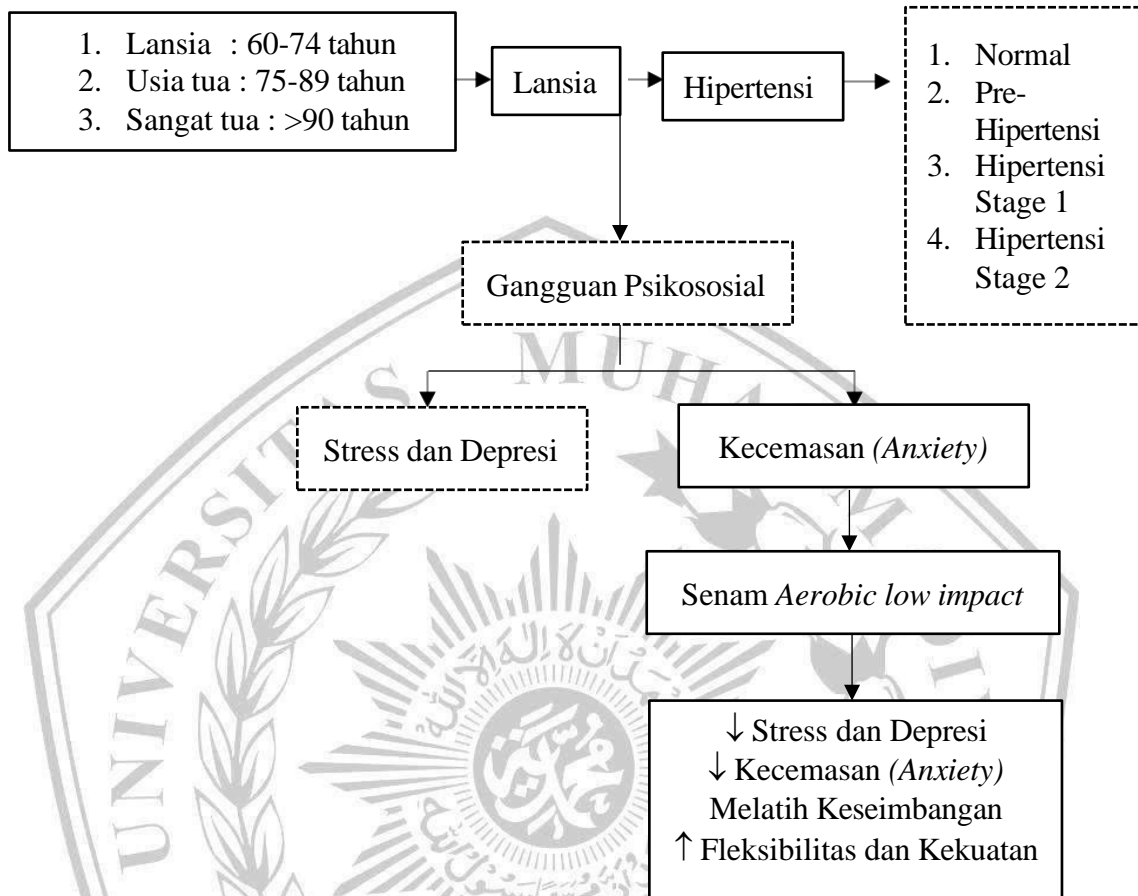 1. Lansia : 60-74 tahun
2. Usia tua : 75-89 tahun
3. Sangat tua : >90 tahun
Lansia
Hipertensi
1. Normal
2. Pre-
Hipertensi
3. Hipertensi
Stage 1
4. Hipertensi
Stage 2
Gangguan Psikososial
Stress dan Depresi
Kecemasan (Anxiety)
Senam Aerobic low impact
↓ Stress dan Depresi
↓ Kecemasan (Anxiety)
Melatih Keseimbangan
↑ Fleksibilitas dan Kekuatan
UNIVERSITAS MUHAM